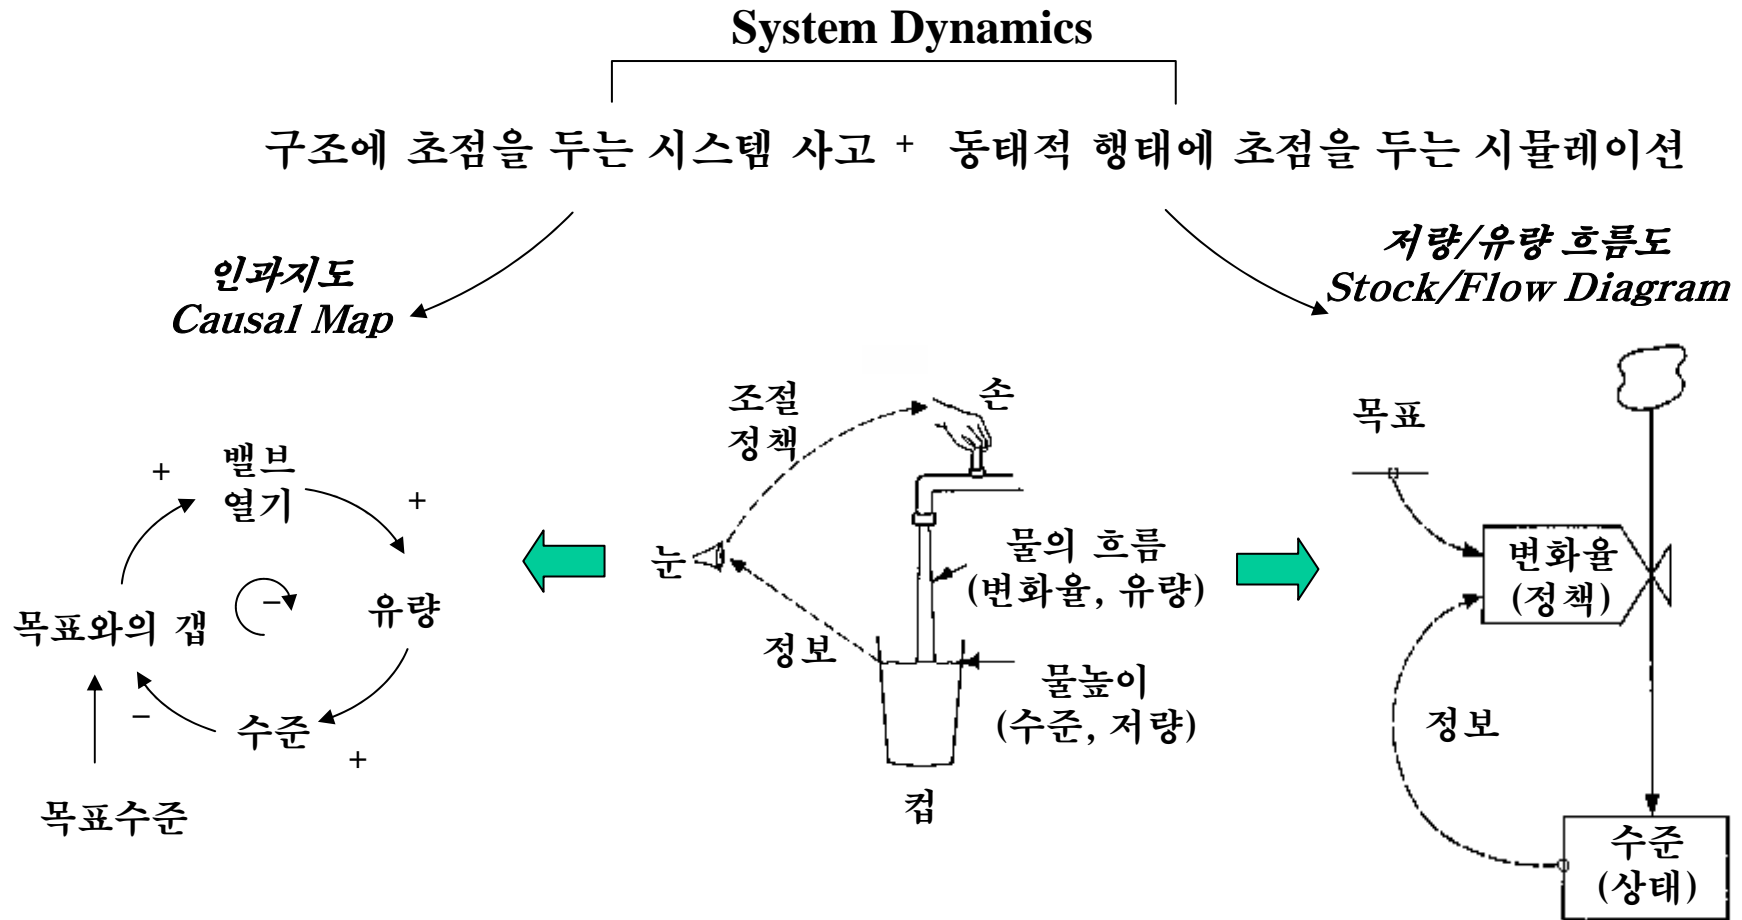 System Dynamics
구조에 초점을 두는 시스템 사고 + 동태적 행태에 초점을 두는 시뮬레이션
인과지도
Causal Map
저량/유량 흐름도
Stock/Flow Diagram
+
밸브
열기
+
유량
−
목표와의 갭
−
수준
+
목표수준
조절
정책
손
눈
물의 흐름
(변화율, 유량)
정보
물높이
(수준, 저량)
컵
목표
변화율
(정책)
정보
수준
(상태)